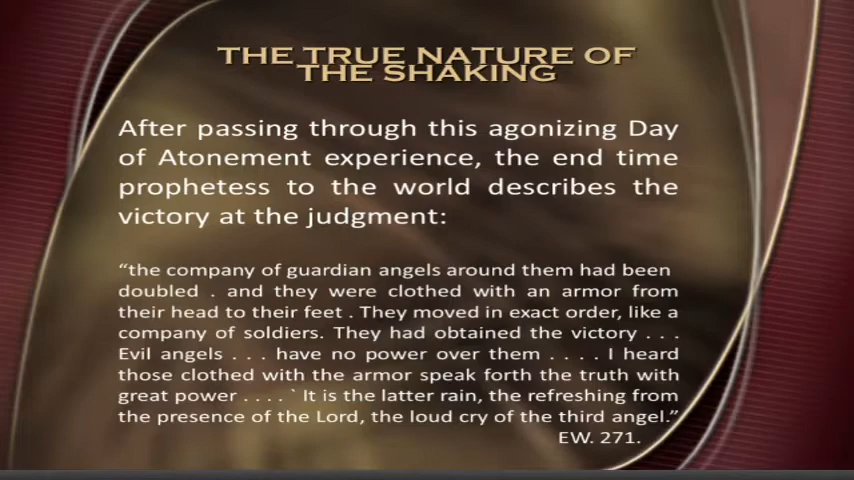 THE TRUE NATURE OF
THE SHAKING
After passing through this agonizing Day
of Atonement experience, the end time
prophetess to the world describes the
victory at the judgment:
“the company of guardian angels around them had been
doubled . and they were clothed with an armor from
their head to their feet . They moved in exact order, like a
company of soldiers. They had obtained the victory . . .
Evil angels . . . have no power over them . . . . I heard
those clothed with the armor speak forth the truth with
great power . . . . ` It is the latter rain, the refreshing from
the presence of the Lord, the loud cry of the third angel.”
EW. 271.